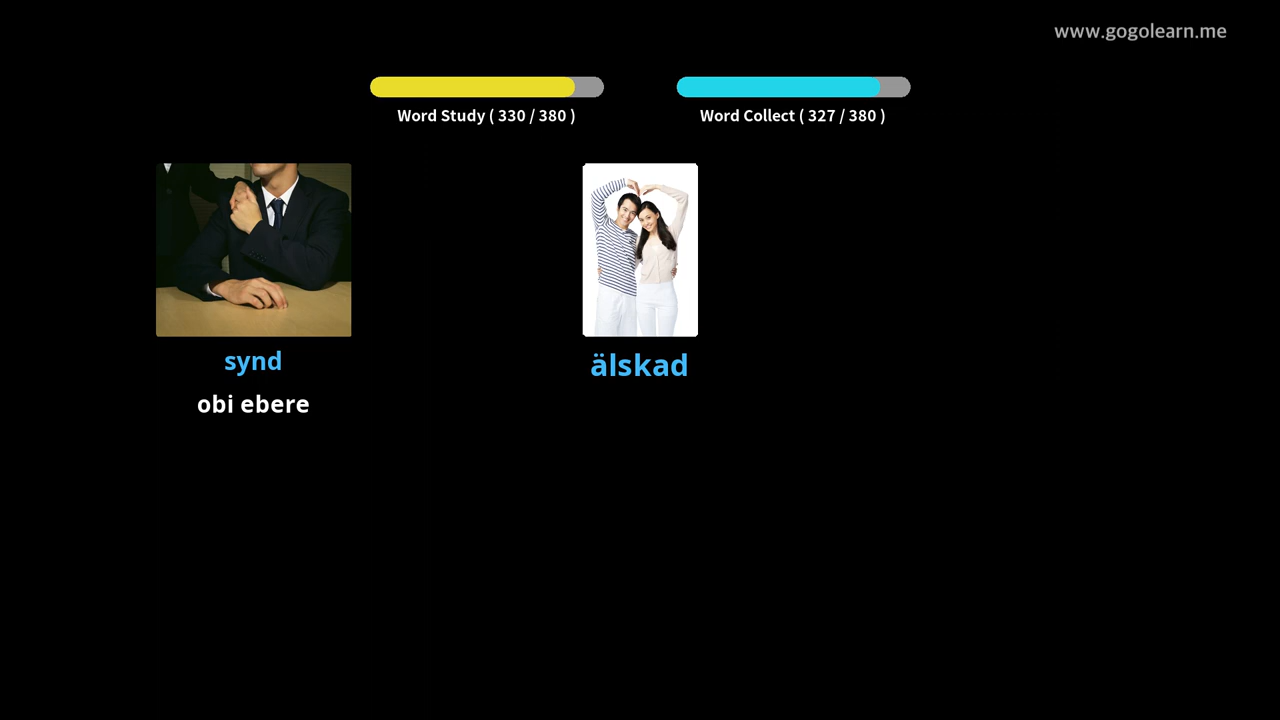 www.gogolearn.me
Word Study ( 330 / 380 )
Word Collect ( 327 / 380 )
synd
obi ebere
älskad